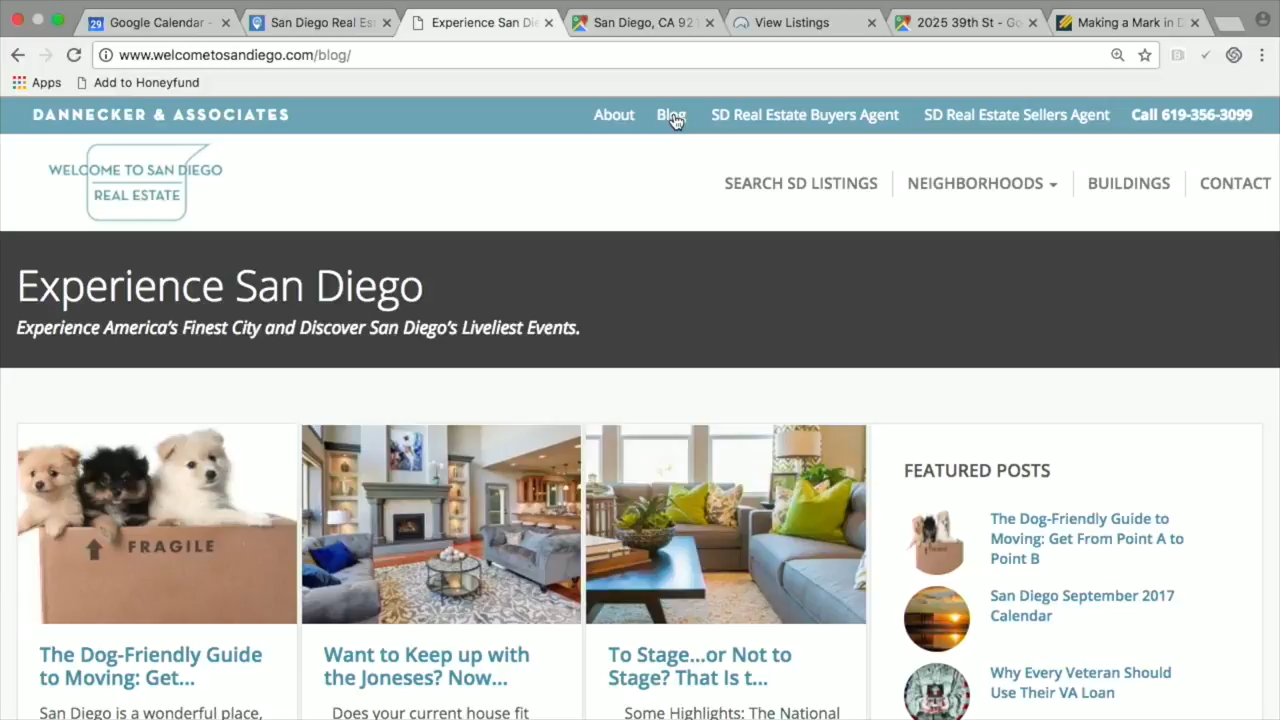 Google Calendar -
San Diego Real Es
Experience San Di
San Diego, CA 921
View Listings
2025 39th St - Go
Making a Mark in D
www.welcometosandiego.com/blog/
Apps
Add to Honeyfund
DANNECKER & ASSOCIATES
About
Blog
SD Real Estate Buyers Agent
SD Real Estate Sellers Agent
Call 619-356-3099
WELCOME TO SAN DIEGO
REAL ESTATE
SEARCH SD LISTINGS
NEIGHBORHOODS
BUILDINGS
CONTACT
Experience San Diego
Experience America's Finest City and Discover San Diego's Liveliest Events.
FRAGILE
The Dog-Friendly Guide
to Moving: Get...
San Diego is a wonderful place,
Want to Keep up with
the Joneses? Now...
Does your current house fit
To Stage...or Not to
Stage? That Is t...
Some Highlights: The National
FEATURED POSTS
The Dog-Friendly Guide to
Moving: Get From Point A to
Point B
San Diego September 2017
Calendar
Why Every Veteran Should
Use Their VA Loan